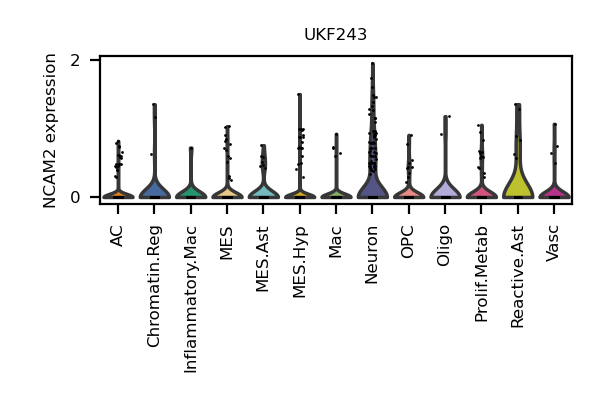 UKF243
NCAM2 expression
2
0
AC
Chromatin.Reg
Inflammatory.Mac
MES
MES.Ast
MES.Hyp
Mac
Neuron
OPC
Oligo
Prolif.Metab
Reactive.Ast
Vasc